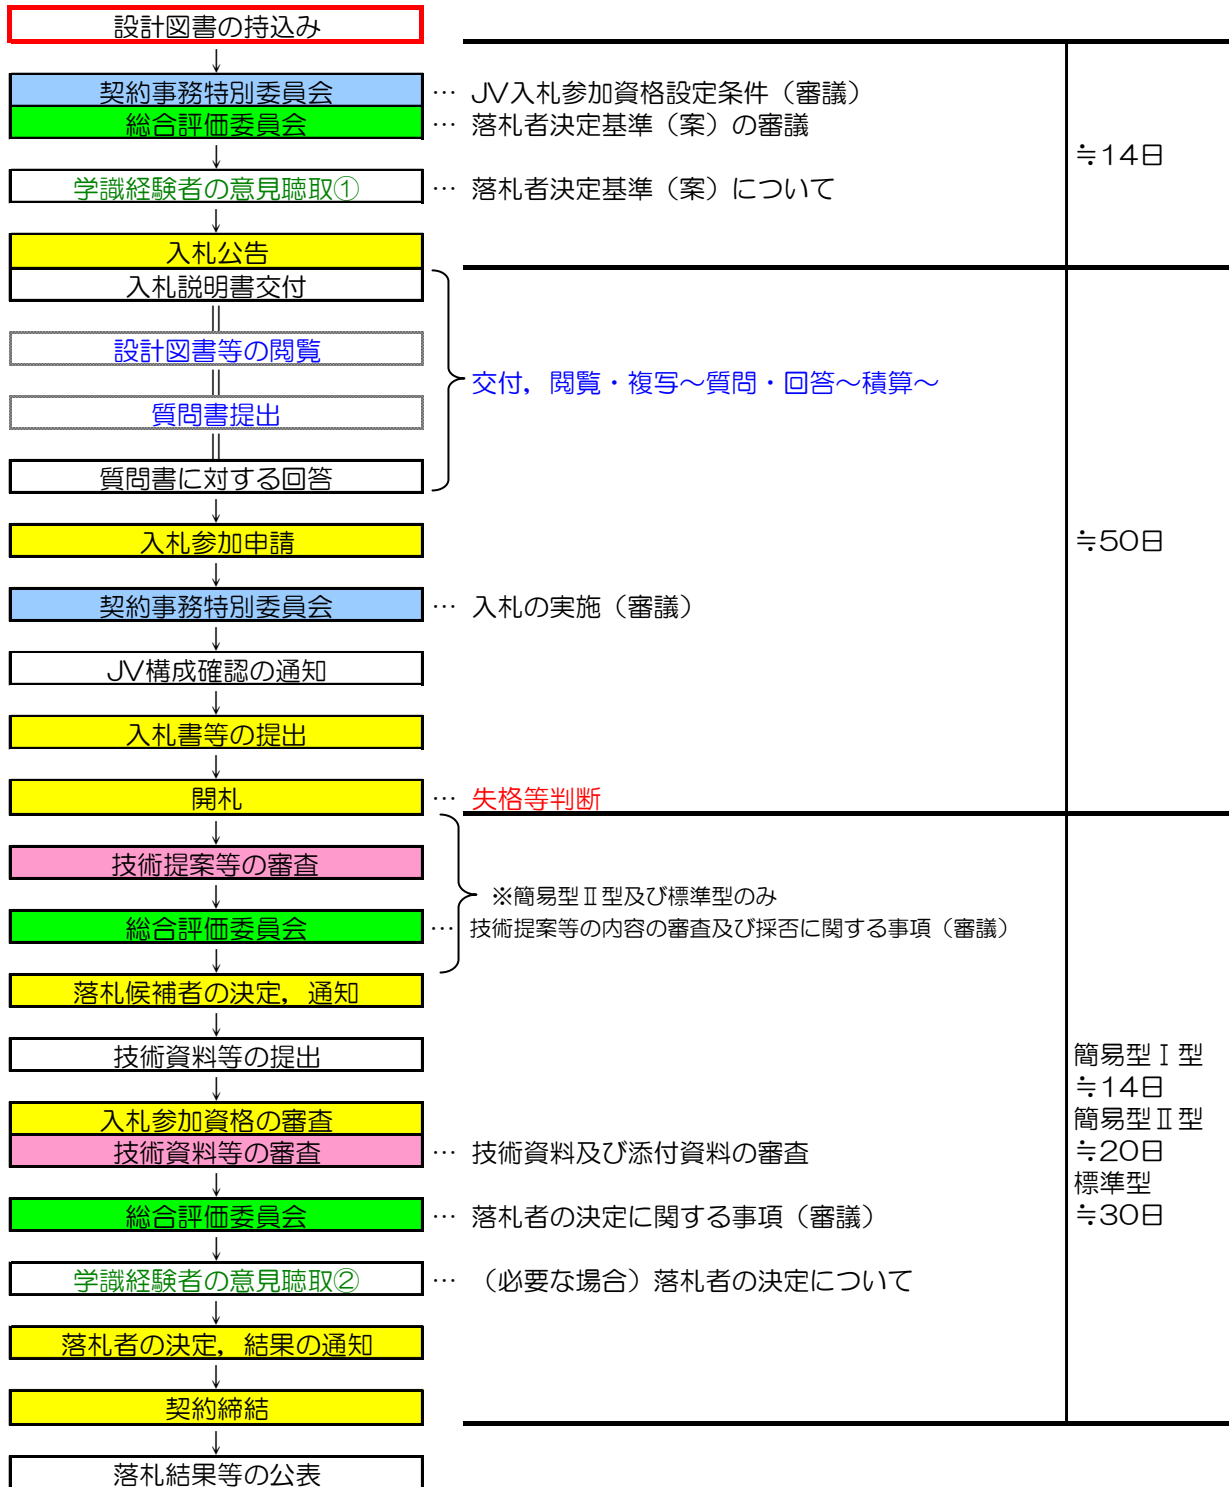 設計図書の持込み
↓
契約事務特別委員会 … JV入札参加資格設定条件（審議）
総合評価委員会 … 落札者決定基準（案）の審議
↓
≒14日
学識経験者の意見聴取① … 落札者決定基準（案）について
↓
入札公告
入札説明書交付
設計図書等の閲覧
交付，閲覧・複写～質問・回答～積算～
質問書提出
質問書に対する回答
↓
入札参加申請
≒50日
↓
契約事務特別委員会 … 入札の実施（審議）
↓
JV構成確認の通知
↓
入札書等の提出
↓
開札 … 失格等判断
↓
技術提案等の審査
※簡易型Ⅱ型及び標準型のみ
↓
総合評価委員会 … 技術提案等の内容の審査及び採否に関する事項（審議）
↓
落札候補者の決定，通知
↓
技術資料等の提出
簡易型Ⅰ型
↓
≒14日
入札参加資格の審査
簡易型Ⅱ型
技術資料等の審査 … 技術資料及び添付資料の審査
≒20日
↓
標準型
総合評価委員会 … 落札者の決定に関する事項（審議）
≒30日
↓
学識経験者の意見聴取② … （必要な場合）落札者の決定について
↓
落札者の決定，結果の通知
↓
契約締結
↓
落札結果等の公表